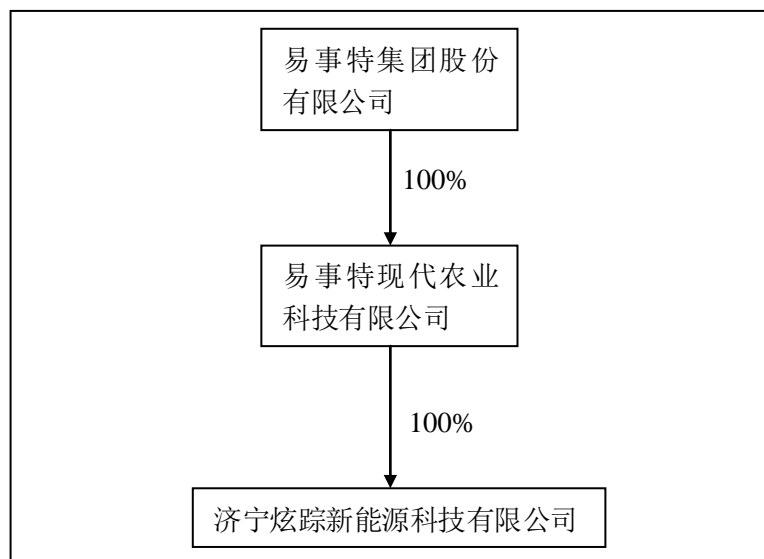 易事特集团股份
有限公司
100%
易事特现代农业
科技有限公司
100%
济宁炫踪新能源科技有限公司